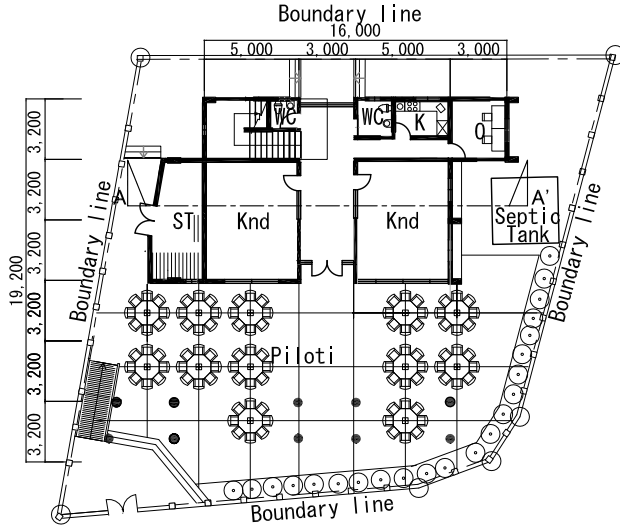 Boundary line
16,000
5,000 3,000 5,000 3,000
WC WC K O
3,200
3,200
3,200
3,200
3,200
3,200
19,200
A A'
ST Knd Knd
Septic
Tank
Boundary line
Boundary line
Piloti
Boundary line